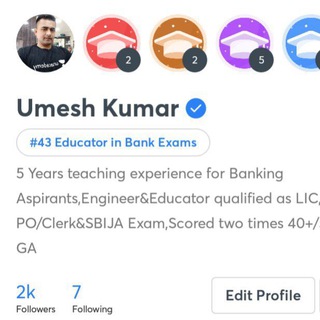 2
2
5
Umesh Kumar
#43 Educator in Bank Exams
5 Years teaching experience for Banking
Aspirants,Engineer&Educator qualified as LIC,
PO/Clerk&SBIJA Exam,Scored two times 40+/
GA
2k
7
Followers
Following
Edit Profile